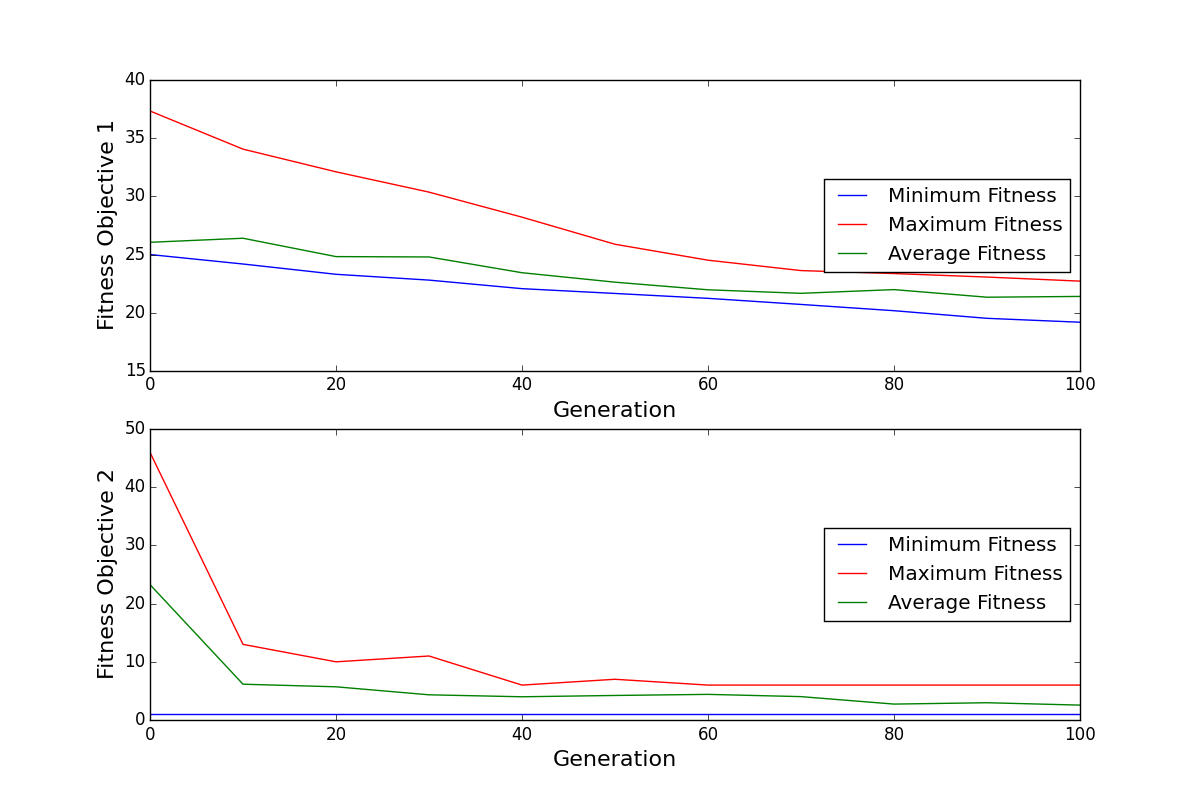 40
35
30
25
20
15
Fitness Objective 1
Minimum Fitness
Maximum Fitness
Average Fitness
0 20 40 60 80 100
Generation
50
40
30
20
10
0
Fitness Objective 2
Minimum Fitness
Maximum Fitness
Average Fitness
0 20 40 60 80 100
Generation